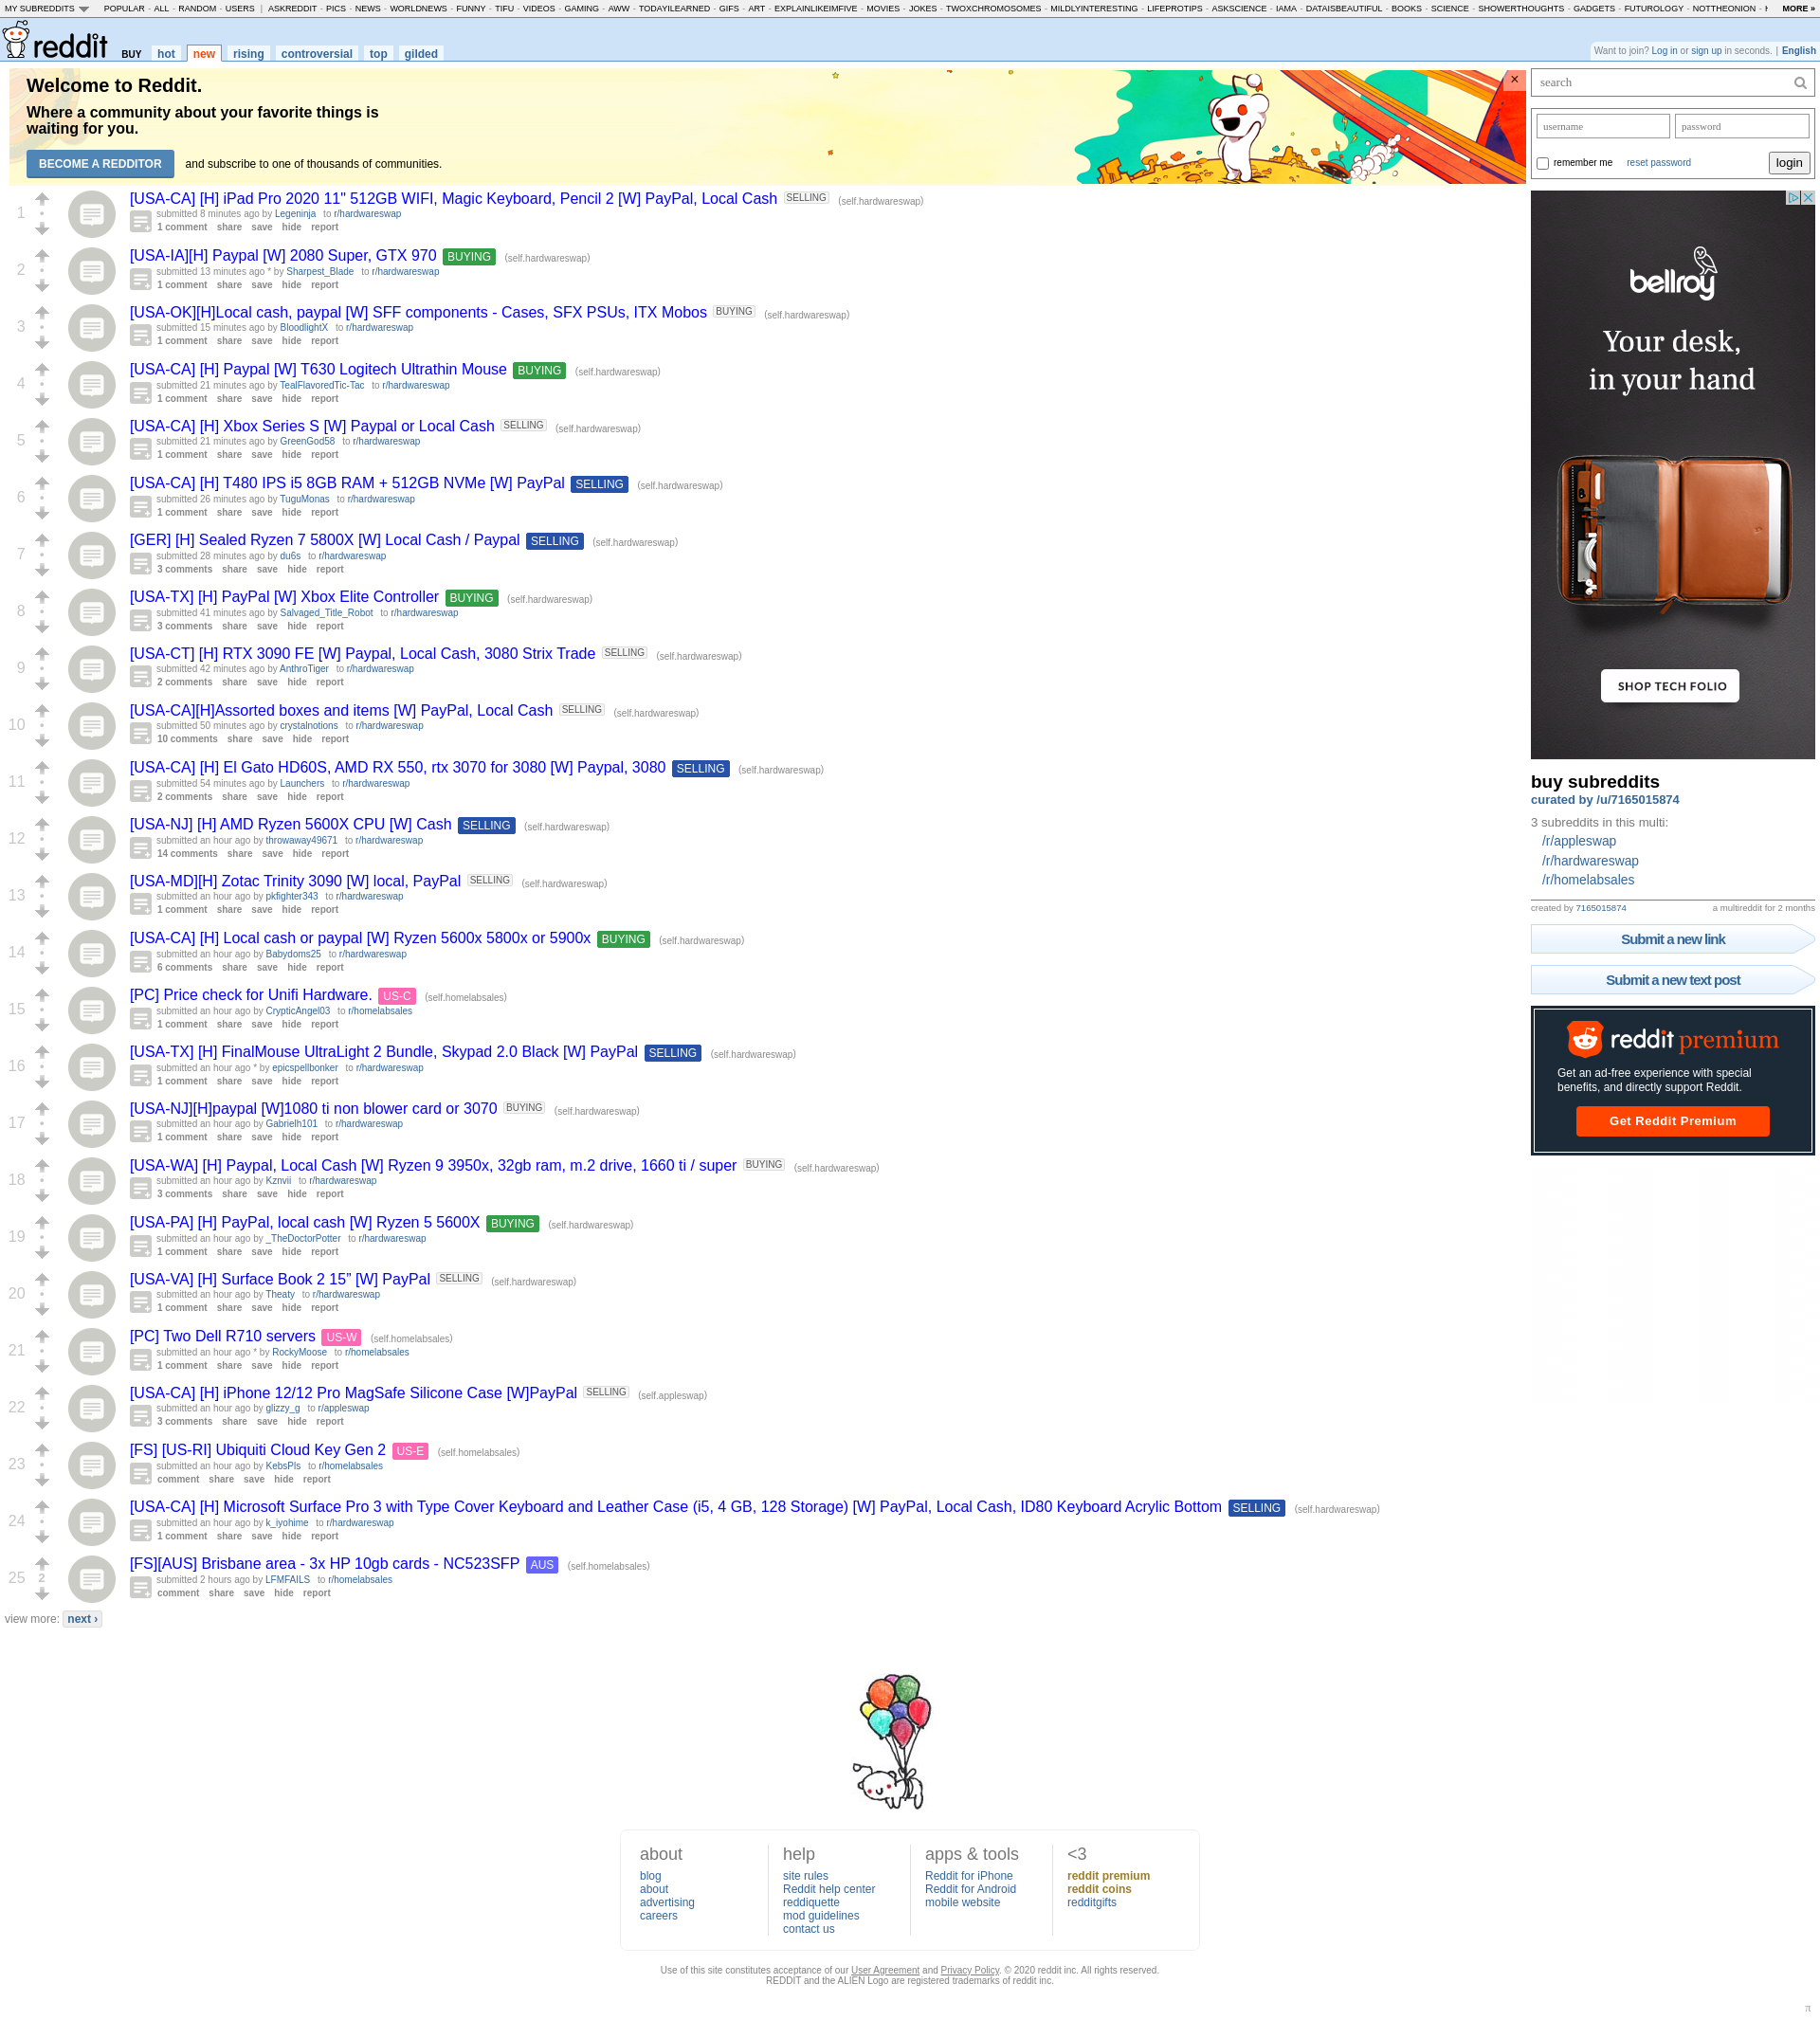 MY SUBREDDITS POPULAR - ALL - RANDOM - USERS | ASKREDDIT - PICS - NEWS - WORLDNEWS - FUNNY - TIFU - VIDEOS - GAMING - AWW - TODAYILEARNED - GIFS - ART - EXPLAINLIKEIMFIVE - MOVIES - JOKES - TWOXCHROMOSOMES - MILDLYINTERESTING - LIFEPROTIPS - ASKSCIENCE - IAMA - DATAISBEAUTIFUL - BOOKS - SCIENCE - SHOWERTHOUGHTS - GADGETS - FUTUROLOGY - NOTTHEONION - MORE »
reddit BUY hot new rising controversial top gilded
Want to join? Log in or sign up in seconds. | English
Welcome to Reddit.
Where a community about your favorite things is
waiting for you.
BECOME A REDDITOR and subscribe to one of thousands of communities.
×
1
[USA-CA] [H] iPad Pro 2020 11" 512GB WIFI, Magic Keyboard, Pencil 2 [W] PayPal, Local Cash SELLING (self.hardwareswap)
submitted 8 minutes ago by Legeninja to r/hardwareswap
1 comment share save hide report
2
[USA-IA][H] Paypal [W] 2080 Super, GTX 970 BUYING (self.hardwareswap)
submitted 13 minutes ago * by Sharpest_Blade to r/hardwareswap
1 comment share save hide report
3
[USA-OK][H]Local cash, paypal [W] SFF components - Cases, SFX PSUs, ITX Mobos BUYING (self.hardwareswap)
submitted 15 minutes ago by BloodlightX to r/hardwareswap
1 comment share save hide report
4
[USA-CA] [H] Paypal [W] T630 Logitech Ultrathin Mouse BUYING (self.hardwareswap)
submitted 21 minutes ago by TealFlavoredTic-Tac to r/hardwareswap
1 comment share save hide report
5
[USA-CA] [H] Xbox Series S [W] Paypal or Local Cash SELLING (self.hardwareswap)
submitted 21 minutes ago by GreenGod58 to r/hardwareswap
1 comment share save hide report
6
[USA-CA] [H] T480 IPS i5 8GB RAM + 512GB NVMe [W] PayPal SELLING (self.hardwareswap)
submitted 26 minutes ago by TuguMonas to r/hardwareswap
1 comment share save hide report
7
[GER] [H] Sealed Ryzen 7 5800X [W] Local Cash / Paypal SELLING (self.hardwareswap)
submitted 28 minutes ago by du6s to r/hardwareswap
3 comments share save hide report
8
[USA-TX] [H] PayPal [W] Xbox Elite Controller BUYING (self.hardwareswap)
submitted 41 minutes ago by Salvaged_Title_Robot to r/hardwareswap
3 comments share save hide report
9
[USA-CT] [H] RTX 3090 FE [W] Paypal, Local Cash, 3080 Strix Trade SELLING (self.hardwareswap)
submitted 42 minutes ago by AnthroTiger to r/hardwareswap
2 comments share save hide report
10
[USA-CA][H]Assorted boxes and items [W] PayPal, Local Cash SELLING (self.hardwareswap)
submitted 50 minutes ago by crystalnotions to r/hardwareswap
10 comments share save hide report
11
[USA-CA] [H] El Gato HD60S, AMD RX 550, rtx 3070 for 3080 [W] Paypal, 3080 SELLING (self.hardwareswap)
submitted 54 minutes ago by Launchers to r/hardwareswap
2 comments share save hide report
12
[USA-NJ] [H] AMD Ryzen 5600X CPU [W] Cash SELLING (self.hardwareswap)
submitted an hour ago by throwaway49671 to r/hardwareswap
14 comments share save hide report
13
[USA-MD][H] Zotac Trinity 3090 [W] local, PayPal SELLING (self.hardwareswap)
submitted an hour ago by pkfighter343 to r/hardwareswap
1 comment share save hide report
14
[USA-CA] [H] Local cash or paypal [W] Ryzen 5600x 5800x or 5900x BUYING (self.hardwareswap)
submitted an hour ago by Babydoms25 to r/hardwareswap
6 comments share save hide report
15
[PC] Price check for Unifi Hardware. US-C (self.homelabsales)
submitted an hour ago by CrypticAngel03 to r/homelabsales
1 comment share save hide report
16
[USA-TX] [H] FinalMouse UltraLight 2 Bundle, Skypad 2.0 Black [W] PayPal SELLING (self.hardwareswap)
submitted an hour ago * by epicspellbonker to r/hardwareswap
1 comment share save hide report
17
[USA-NJ][H]paypal [W]1080 ti non blower card or 3070 BUYING (self.hardwareswap)
submitted an hour ago by Gabrielh101 to r/hardwareswap
1 comment share save hide report
18
[USA-WA] [H] Paypal, Local Cash [W] Ryzen 9 3950x, 32gb ram, m.2 drive, 1660 ti / super BUYING (self.hardwareswap)
submitted an hour ago by Kznvii to r/hardwareswap
3 comments share save hide report
19
[USA-PA] [H] PayPal, local cash [W] Ryzen 5 5600X BUYING (self.hardwareswap)
submitted an hour ago by _TheDoctorPotter to r/hardwareswap
1 comment share save hide report
20
[USA-VA] [H] Surface Book 2 15” [W] PayPal SELLING (self.hardwareswap)
submitted an hour ago by Theaty to r/hardwareswap
1 comment share save hide report
21
[PC] Two Dell R710 servers US-W (self.homelabsales)
submitted an hour ago * by RockyMoose to r/homelabsales
1 comment share save hide report
22
[USA-CA] [H] iPhone 12/12 Pro MagSafe Silicone Case [W]PayPal SELLING (self.appleswap)
submitted an hour ago by glizzy_g to r/appleswap
3 comments share save hide report
23
[FS] [US-RI] Ubiquiti Cloud Key Gen 2 US-E (self.homelabsales)
submitted an hour ago by KebsPls to r/homelabsales
comment share save hide report
24
[USA-CA] [H] Microsoft Surface Pro 3 with Type Cover Keyboard and Leather Case (i5, 4 GB, 128 Storage) [W] PayPal, Local Cash, ID80 Keyboard Acrylic Bottom SELLING (self.hardwareswap)
submitted an hour ago by k_iyohime to r/hardwareswap
1 comment share save hide report
25 2
[FS][AUS] Brisbane area - 3x HP 10gb cards - NC523SFP AUS (self.homelabsales)
submitted 2 hours ago by LFMFAILS to r/homelabsales
comment share save hide report
view more: next ›
search
username password
remember me reset password login
bellroy
Your desk,
in your hand
SHOP TECH FOLIO
buy subreddits
curated by /u/7165015874
3 subreddits in this multi:
/r/appleswap
/r/hardwareswap
/r/homelabsales
created by 7165015874 a multireddit for 2 months
Submit a new link
Submit a new text post
reddit premium
Get an ad-free experience with special
benefits, and directly support Reddit.
Get Reddit Premium
about
blog
about
advertising
careers
help
site rules
Reddit help center
reddiquette
mod guidelines
contact us
apps & tools
Reddit for iPhone
Reddit for Android
mobile website
<3
reddit premium
reddit coins
redditgifts
Use of this site constitutes acceptance of our User Agreement and Privacy Policy. © 2020 reddit inc. All rights reserved.
REDDIT and the ALIEN Logo are registered trademarks of reddit inc.
π